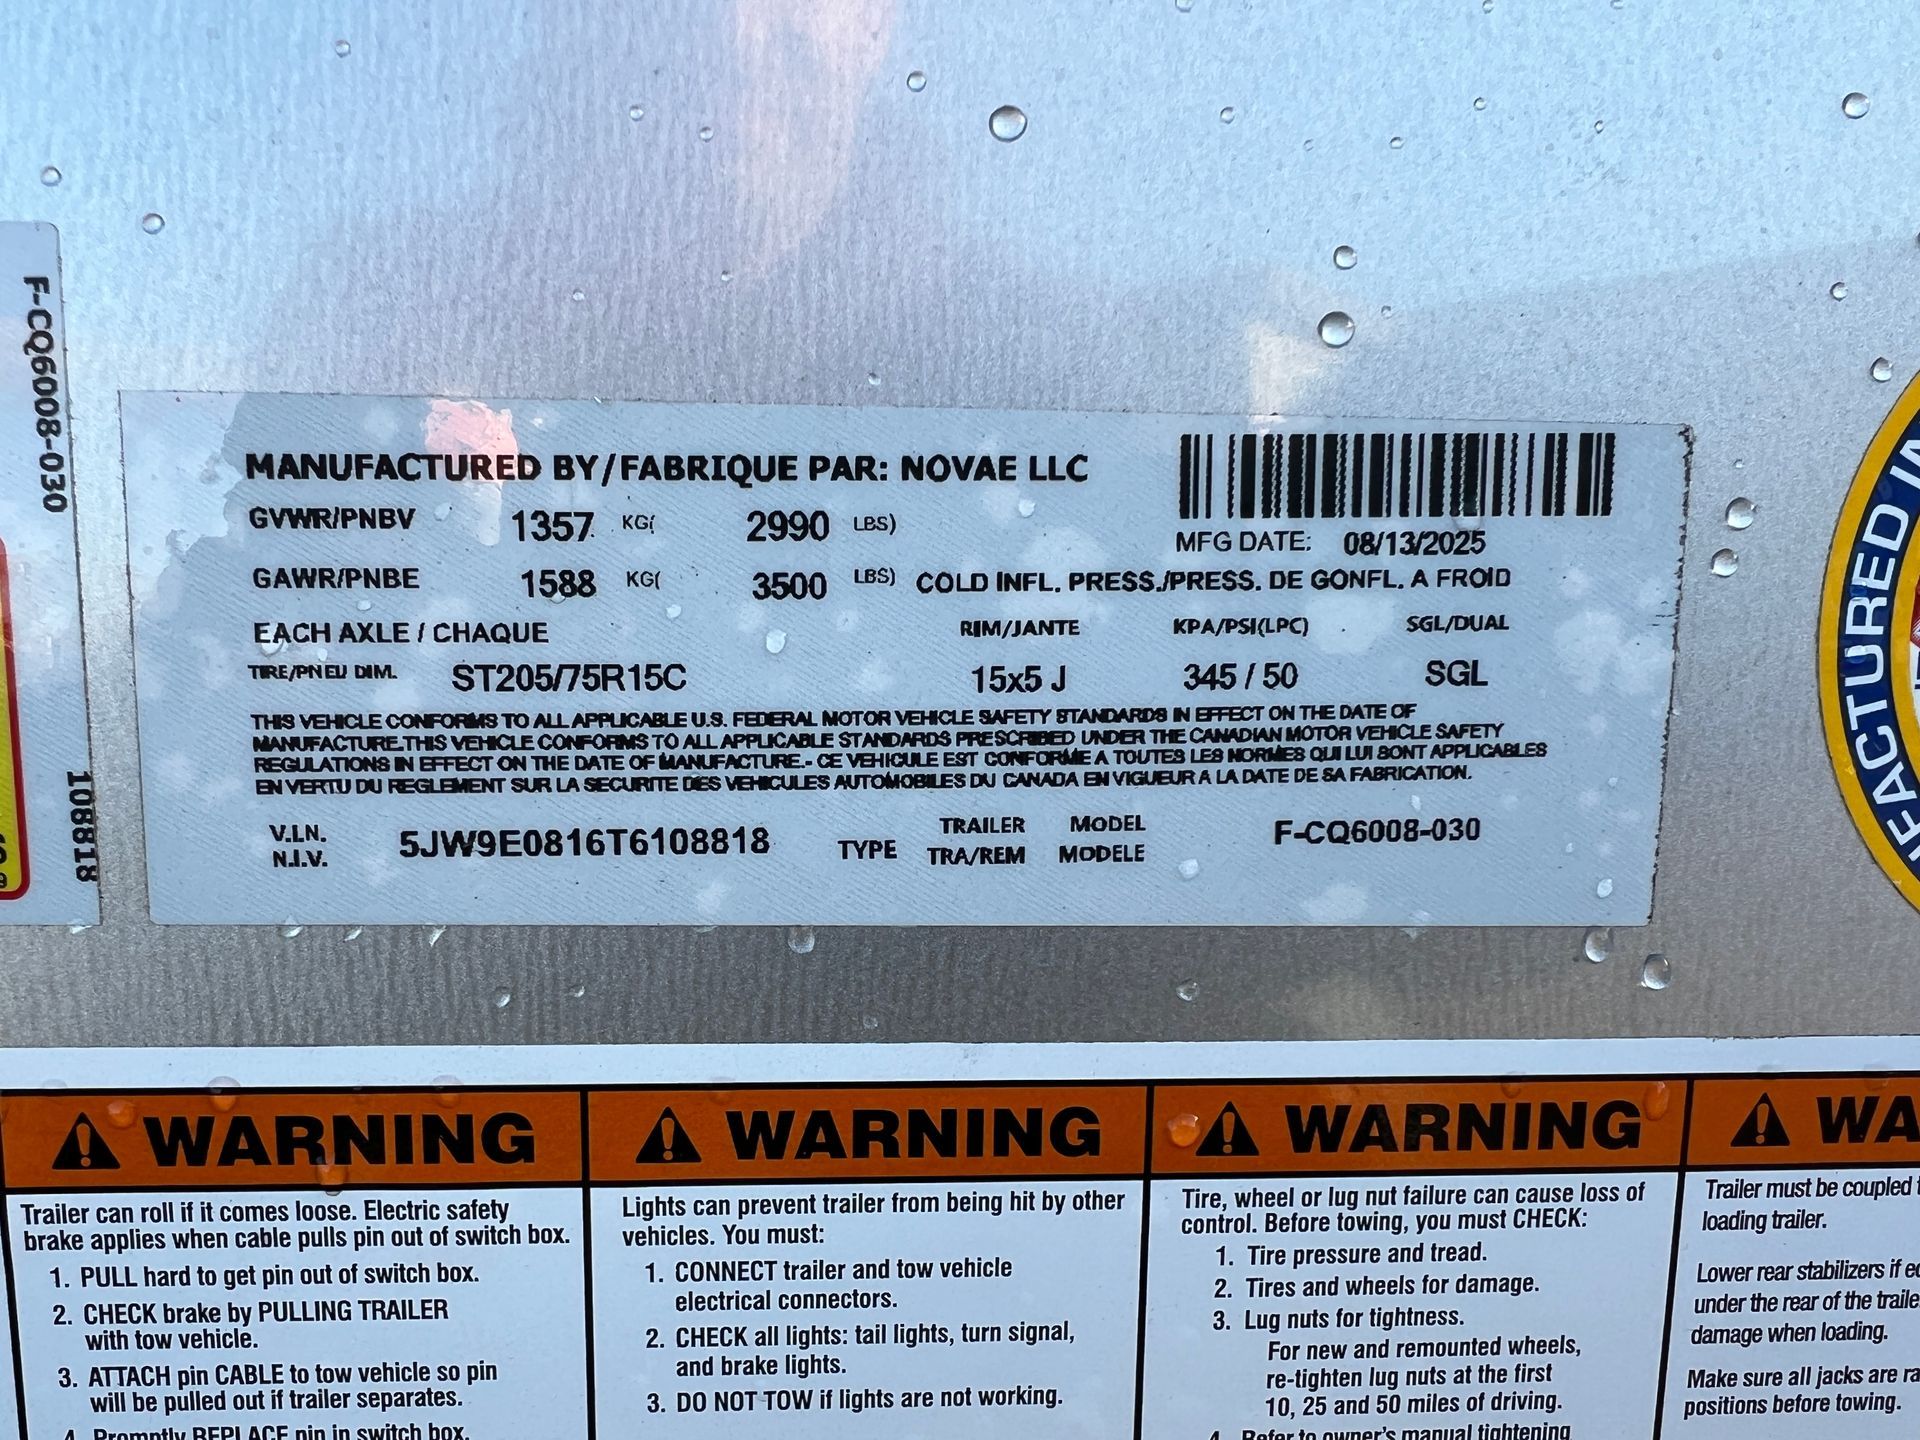 F-CQ6008-030
108818
MANUFACTURED BY/FABRIQUE PAR: NOVAE LLC
GVWR/PNBV 1357 KG( 2990 LBS)
MFG DATE: 08/13/2025
GAWR/PNBE 1588 KG( 3500 LBS) COLD INFL. PRESS./PRESS. DE GONFL. A FROID
EACH AXLE / CHAQUE RIM/JANTE KPA/PSI(LPC) SGL/DUAL
TIRE/PNEU DIM. ST205/75R15C 15x5 J 345 / 50 SGL
THIS VEHICLE CONFORMS TO ALL APPLICABLE U.S. FEDERAL MOTOR VEHICLE SAFETY STANDARDS IN EFFECT ON THE DATE OF
MANUFACTURE.THIS VEHICLE CONFORMS TO ALL APPLICABLE STANDARDS PRESCRIBED UNDER THE CANADIAN MOTOR VEHICLE SAFETY
REGULATIONS IN EFFECT ON THE DATE OF MANUFACTURE.- CE VEHICULE EST CONFORME A TOUTES LES NORMES QUI LUI SONT APPLICABLES
EN VERTU DU REGLEMENT SUR LA SECURITE DES VEHICULES AUTOMOBILES DU CANADA EN VIGUEUR A LA DATE DE SA FABRICATION.
V.I.N. 5JW9E0816T6108818 TYPE TRAILER MODEL F-CQ6008-030
N.I.V. TRA/REM MODELE
FACTURED IN
WARNING
Trailer can roll if it comes loose. Electric safety
brake applies when cable pulls pin out of switch box.
1. PULL hard to get pin out of switch box.
2. CHECK brake by PULLING TRAILER
with tow vehicle.
3. ATTACH pin CABLE to tow vehicle so pin
will be pulled out if trailer separates.
4. Promptly REPLACE pin in switch box.
WARNING
Lights can prevent trailer from being hit by other
vehicles. You must:
1. CONNECT trailer and tow vehicle
electrical connectors.
2. CHECK all lights: tail lights, turn signal,
and brake lights.
3. DO NOT TOW if lights are not working.
WARNING
Tire, wheel or lug nut failure can cause loss of
control. Before towing, you must CHECK:
1. Tire pressure and tread.
2. Tires and wheels for damage.
3. Lug nuts for tightness.
For new and remounted wheels,
re-tighten lug nuts at the first
10, 25 and 50 miles of driving.
4. Refer to owner's manual tightening
WA
Trailer must be coupled
loading trailer.
Lower rear stabilizers if
under the rear of the
damage when loading.
Make sure all jacks are
positions before towing.